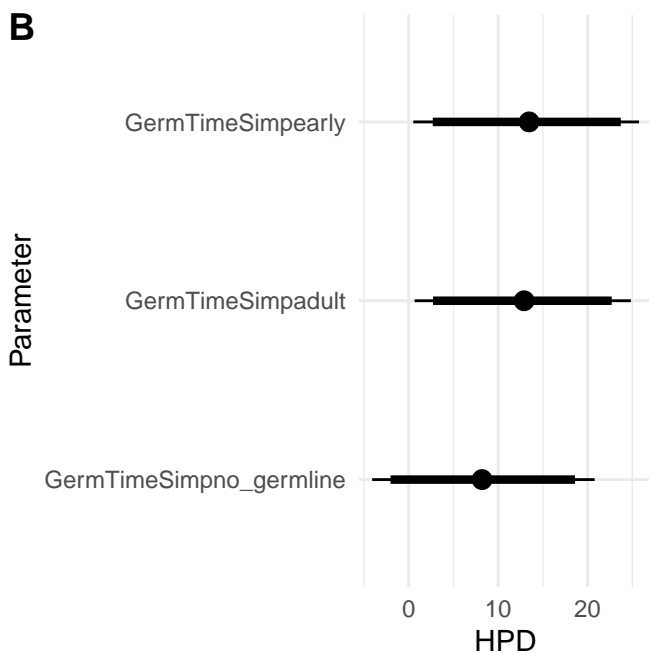 B
GermTimeSimpearly
GermTimeSimpadult
GermTimeSimpno_germline
Parameter
0 10 20
HPD